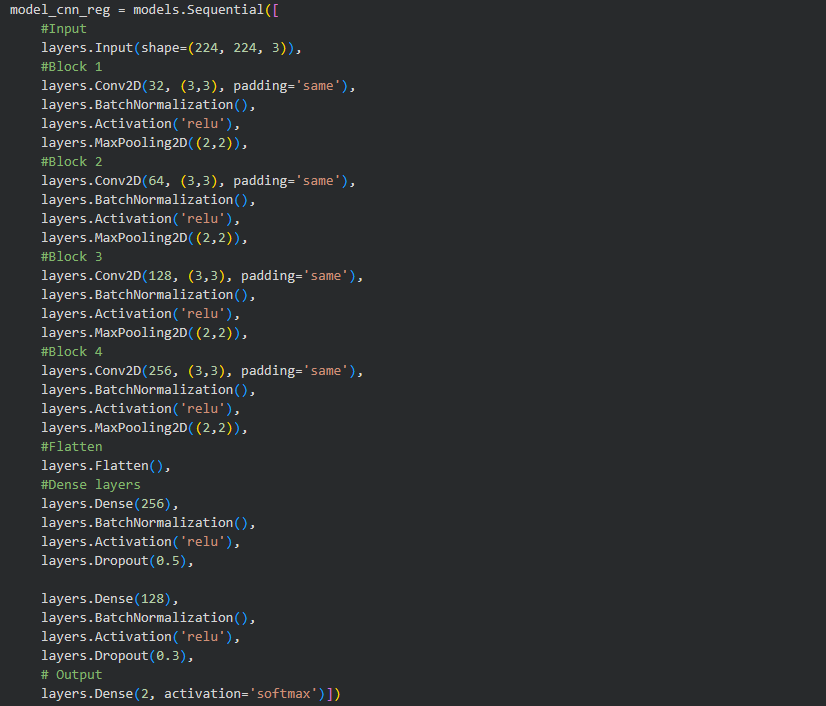 model_cnn_reg = models.Sequential([
    #Input
    layers.Input(shape=(224, 224, 3)),
    #Block 1
    layers.Conv2D(32, (3,3), padding='same'),
    layers.BatchNormalization(),
    layers.Activation('relu'),
    layers.MaxPooling2D((2,2)),
    #Block 2
    layers.Conv2D(64, (3,3), padding='same'),
    layers.BatchNormalization(),
    layers.Activation('relu'),
    layers.MaxPooling2D((2,2)),
    #Block 3
    layers.Conv2D(128, (3,3), padding='same'),
    layers.BatchNormalization(),
    layers.Activation('relu'),
    layers.MaxPooling2D((2,2)),
    #Block 4
    layers.Conv2D(256, (3,3), padding='same'),
    layers.BatchNormalization(),
    layers.Activation('relu'),
    layers.MaxPooling2D((2,2)),
    #Flatten
    layers.Flatten(),
    #Dense layers
    layers.Dense(256),
    layers.BatchNormalization(),
    layers.Activation('relu'),
    layers.Dropout(0.5),

    layers.Dense(128),
    layers.BatchNormalization(),
    layers.Activation('relu'),
    layers.Dropout(0.3),
    # Output
    layers.Dense(2, activation='softmax')])